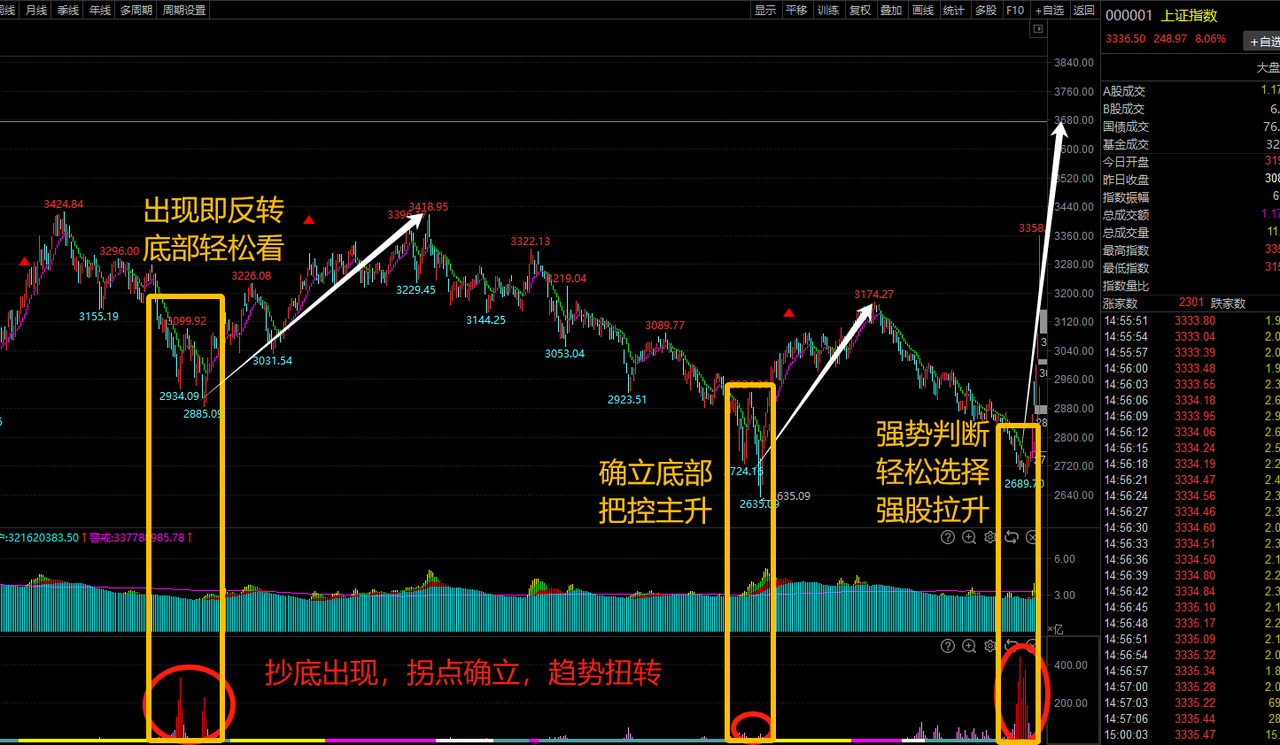 月线 季线 年线 多周期 周期设置
显示 平移 训练 复权 叠加 画线 统计 多股 F10 +自选 返回
000001 上证指数
3336.50 248.97 8.06% +自选
大盘
3840.00
3760.00
3680.00
3600.00
3520.00
3440.00
3360.00
3280.00
3200.00
3120.00
3040.00
2960.00
2880.00
2800.00
2720.00
2640.00
3424.84
3296.00
3155.19
出现即反转
底部轻松看
3099.92
2934.09
2885.09
3226.08
3031.54
3418.95
3229.45
3144.25
3322.13
3219.04
3053.04
2923.51
3089.77
确立底部
把控主升
2724.16
2635.09
635.09
3174.27
强势判断
轻松选择
强股拉升
2689.70
3358.
户:321620383.50↑ 警戒:337788985.78↑
6.00
3.00
×亿
抄底出现，拐点确立，趋势扭转
400.00
200.00
A股成交 1.17
B股成交 6.
国债成交 76.
基金成交 32
今日开盘 319
昨日收盘 308
指数振幅 6
总成交额 1.17
总成交量 11.
最高指数 335
最低指数 315
指数量比
涨家数 2301 跌家数
14:55:51 3333.80 1.9
14:55:54 3333.04 2.0
14:55:57 3333.39 2.0
14:56:00 3333.48 1.9
14:56:03 3333.56 2.3
14:56:06 3334.18 2.6
14:56:09 3333.95 2.9
14:56:12 3334.06 2.6
14:56:15 3334.24 2.5
14:56:18 3334.19 2.2
14:56:21 3334.47 2.4
14:56:24 3334.56 2.3
14:56:27 3334.46 2.3
14:56:30 3334.60 2.0
14:56:33 3334.51 2.3
14:56:36 3334.50 2.1
14:56:39 3334.80 2.2
14:56:42 3334.84 2.3
14:56:45 3335.10 2.1
14:56:48 3335.17 2.2
14:56:51 3335.09 2.1
14:56:54 3335.32 2.0
14:56:57 3335.34 1.8
14:57:00 3335.28 2.0
14:57:03 3335.22 69
14:57:06 3335.44 28
15:00:03 3335.47 15.